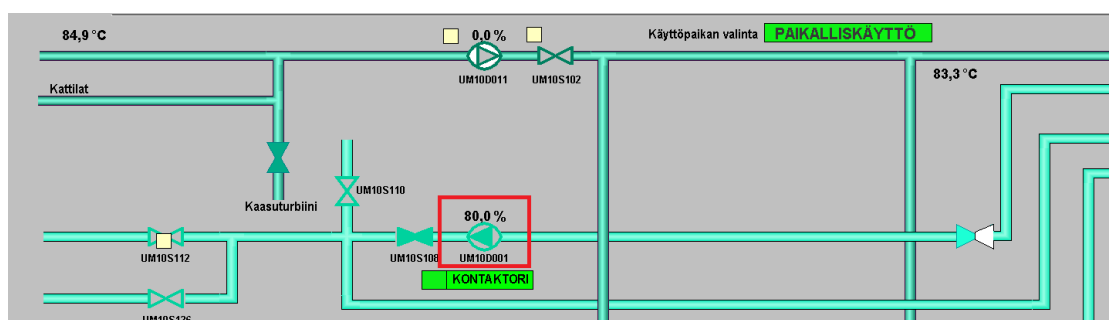 84,9 °C
0,0 %
Käyttöpaikan valinta PAIKALLISKÄYTTÖ
UM10D011 UM10S102
83,3 °C
Kattilat
UM10S110
Kaasuturbiini
80,0 %
UM10S112
UM10S108
UM10D001
KONTAKTORI
UM10S126